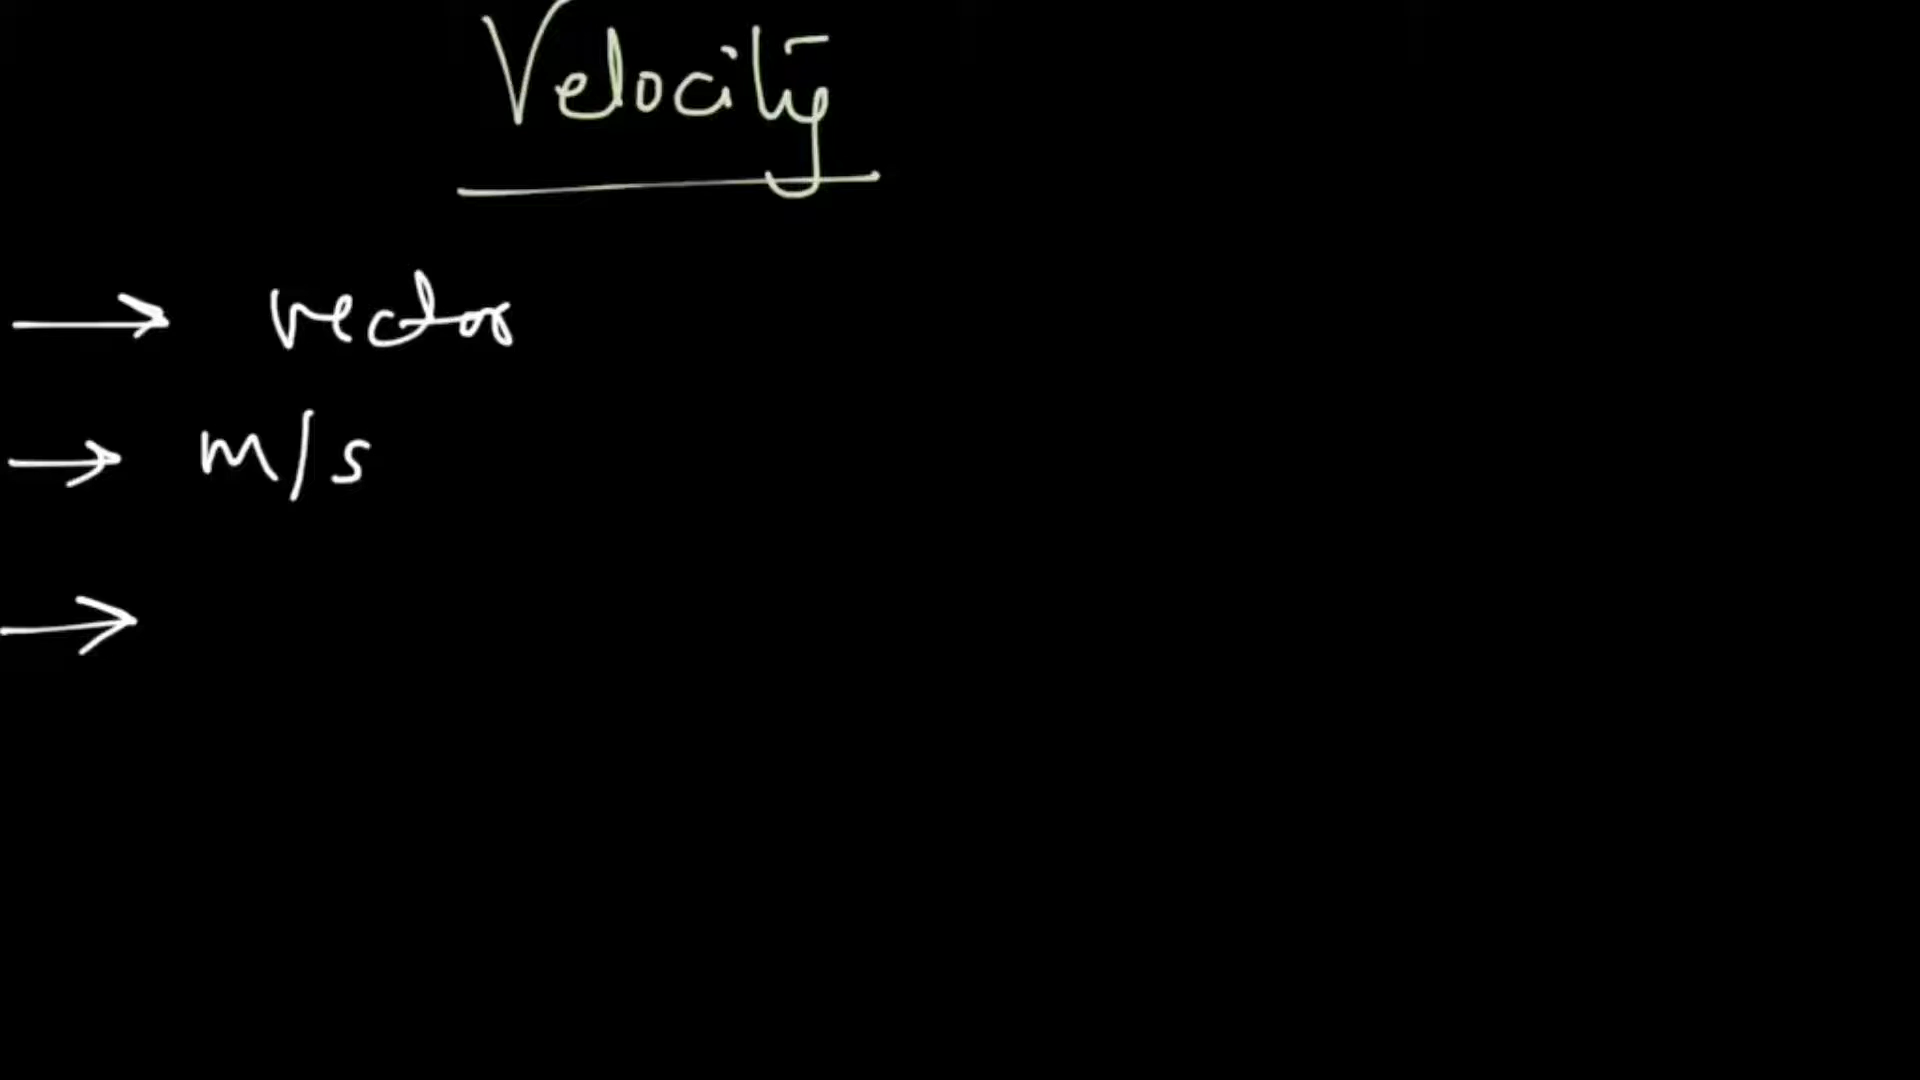 Velocity
→ vector
→ m/s
→